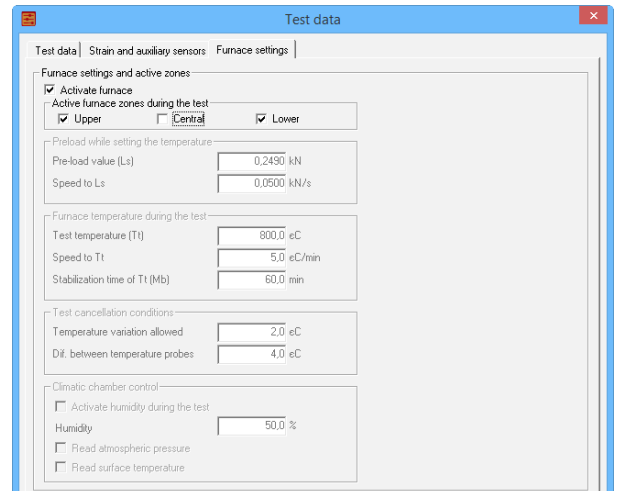 Test data
Test data Strain and auxiliary sensors Furnace settings
Furnace settings and active zones
Activate furnace
Active furnace zones during the test
Upper Central Lower
Preload while setting the temperature
Pre-load value (Ls) 0,2490 kN
Speed to Ls 0,0500 kN/s
Furnace temperature during the test
Test temperature (Tt) 800,0 єC
Speed to Tt 5,0 єC/min
Stabilization time of Tt (Mb) 60,0 min
Test cancellation conditions
Temperature variation allowed 2,0 єC
Dif. between temperature probes 4,0 єC
Climatic chamber control
Activate humidity during the test
Humidity 50,0 %
Read atmospheric pressure
Read surface temperature